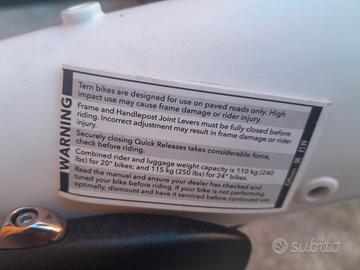 WARNING
Tern bikes are designed for use on paved roads only. High
impact use may cause frame damage or rider injury.
Frame and Handlepost Joint Levers must be fully closed before
riding. Incorrect adjustment may result in frame damage or
injury.
Securely closing Quick Releases takes considerable force,
check before riding.
Combined rider and luggage weight capacity is 110 kg (240
lbs) for 20" bikes; and 115 kg (250 lbs) for 24" bikes.
Read the manual and ensure your dealer has checked and
tuned your bike before riding. If your bike is not performing
optimally, dismount and have it serviced before continuing
subito